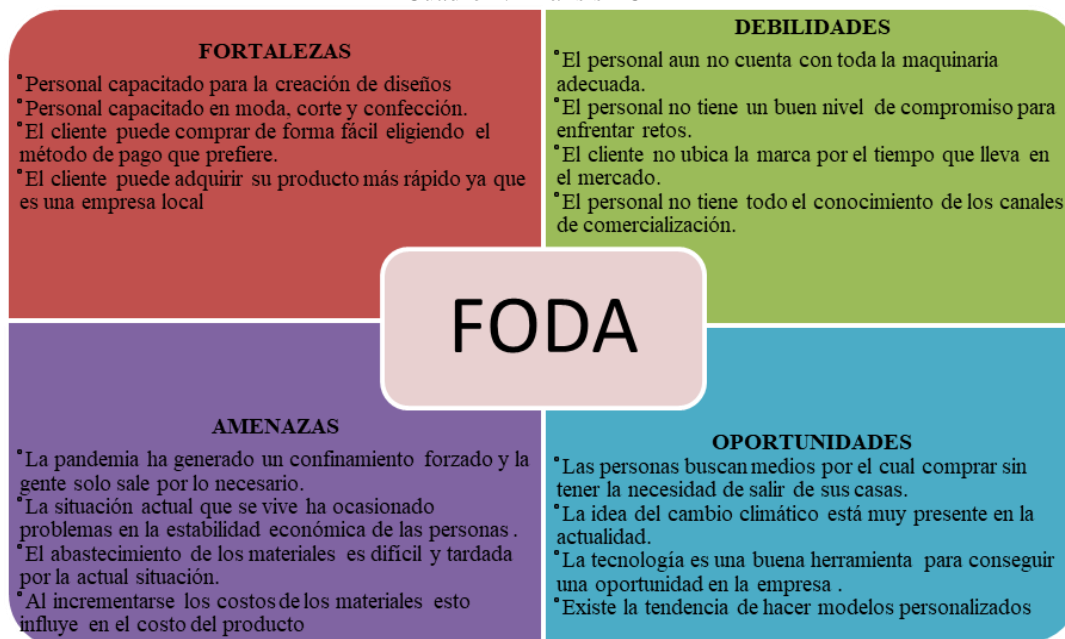 FORTALEZAS
Personal capacitado para la creación de diseños
Personal capacitado en moda, corte y confección.
El cliente puede comprar de forma fácil eligiendo el
método de pago que prefiere.
El cliente puede adquirir su producto más rápido ya que
es una empresa local
DEBILIDADES
El personal aun no cuenta con toda la maquinaria
adecuada.
El personal no tiene un buen nivel de compromiso para
enfrentar retos.
El cliente no ubica la marca por el tiempo que lleva en
el mercado.
El personal no tiene todo el conocimiento de los canales
de comercialización.
FODA
AMENAZAS
La pandemia ha generado un confinamiento forzado y la
gente solo sale por lo necesario.
La situación actual que se vive ha ocasionado
problemas en la estabilidad económica de las personas .
El abastecimiento de los materiales es difícil y tardada
por la actual situación.
Al incrementarse los costos de los materiales esto
influye en el costo del producto
OPORTUNIDADES
Las personas buscan medios por el cual comprar sin
tener la necesidad de salir de sus casas.
La idea del cambio climático está muy presente en la
actualidad.
La tecnología es una buena herramienta para conseguir
una oportunidad en la empresa .
Existe la tendencia de hacer modelos personalizados